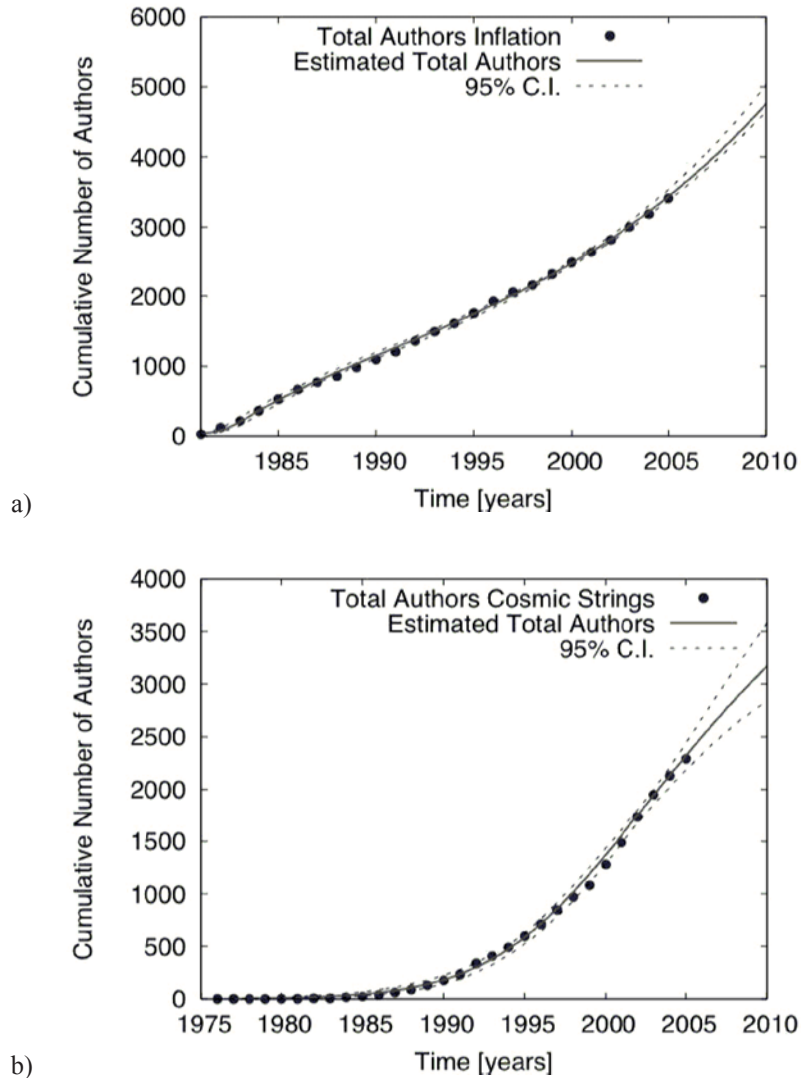 6000
Total Authors Inflation
Estimated Total Authors
95% C.I.
5000
4000
3000
2000
1000
0
Cumulative Number of Authors
1985 1990 1995 2000 2005 2010
Time [years]
a)
4000
Total Authors Cosmic Strings
Estimated Total Authors
95% C.I.
3500
3000
2500
2000
1500
1000
500
0
Cumulative Number of Authors
1975 1980 1985 1990 1995 2000 2005 2010
Time [years]
b)